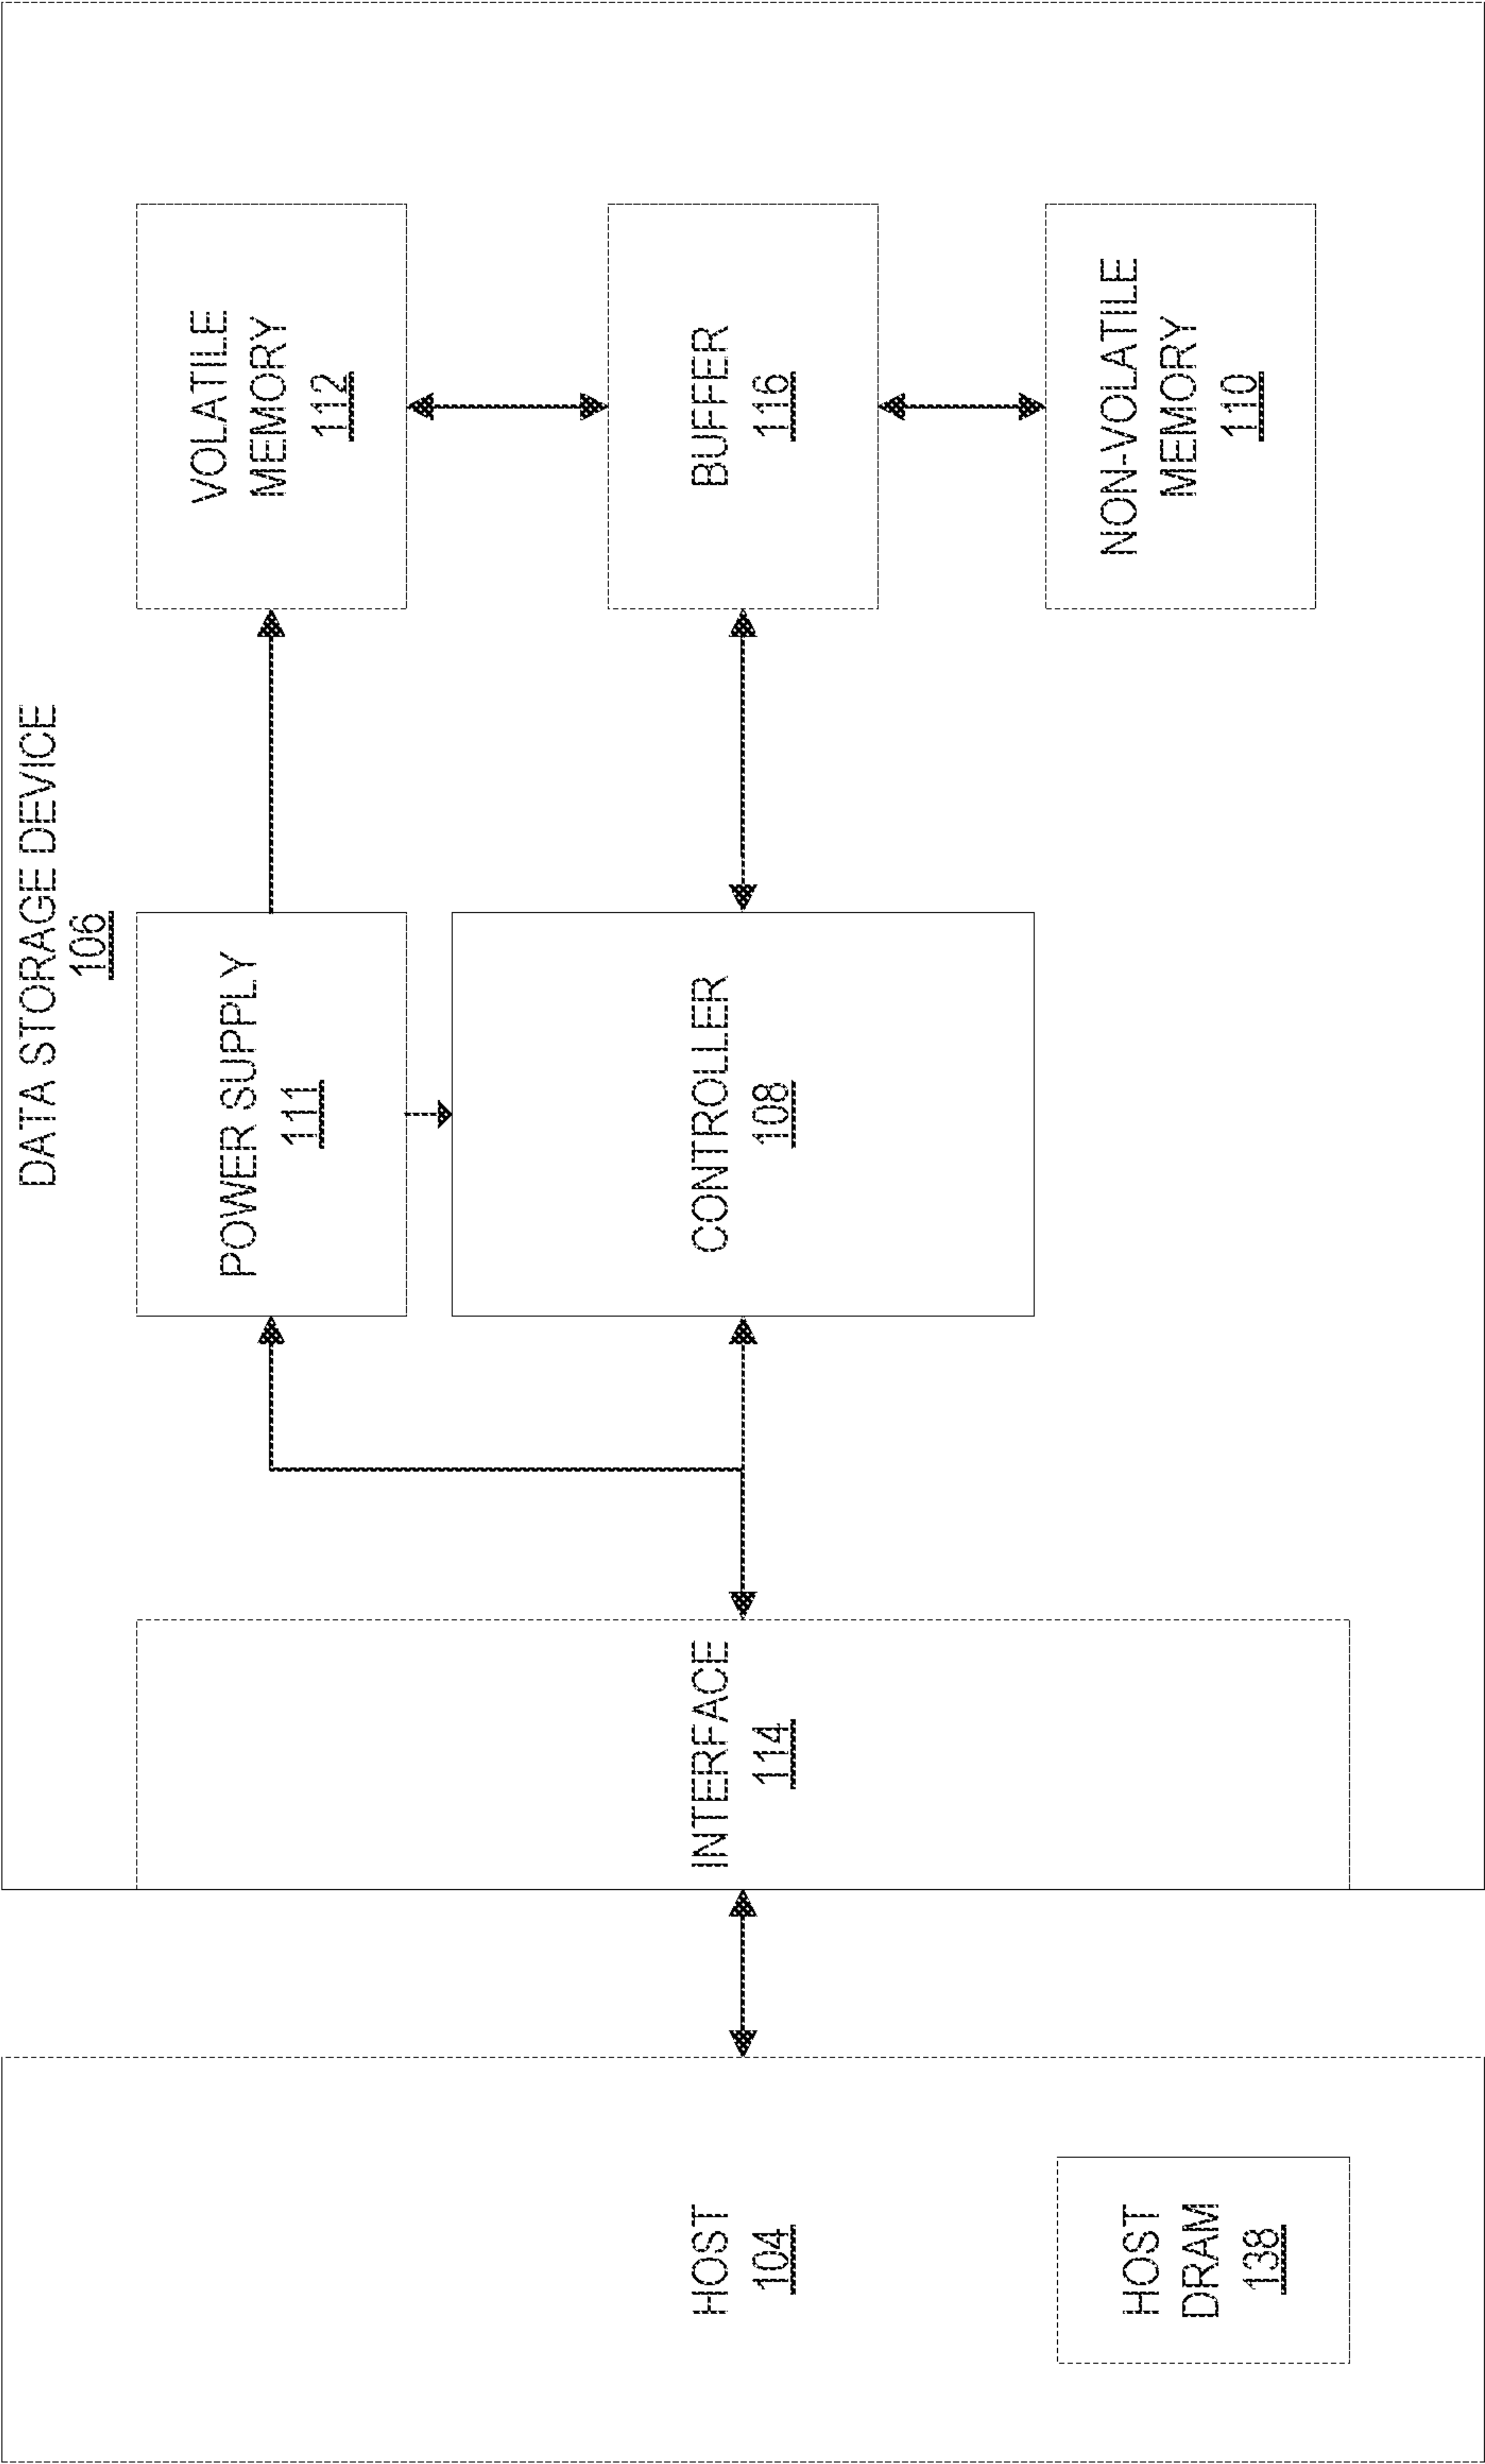 DATA STORAGE DEVICE
106
HOST
104
HOST
DRAM
138
INTERFACE
114
POWER SUPPLY
111
CONTROLLER
108
VOLATILE
MEMORY
112
BUFFER
116
NON-VOLATILE
MEMORY
110